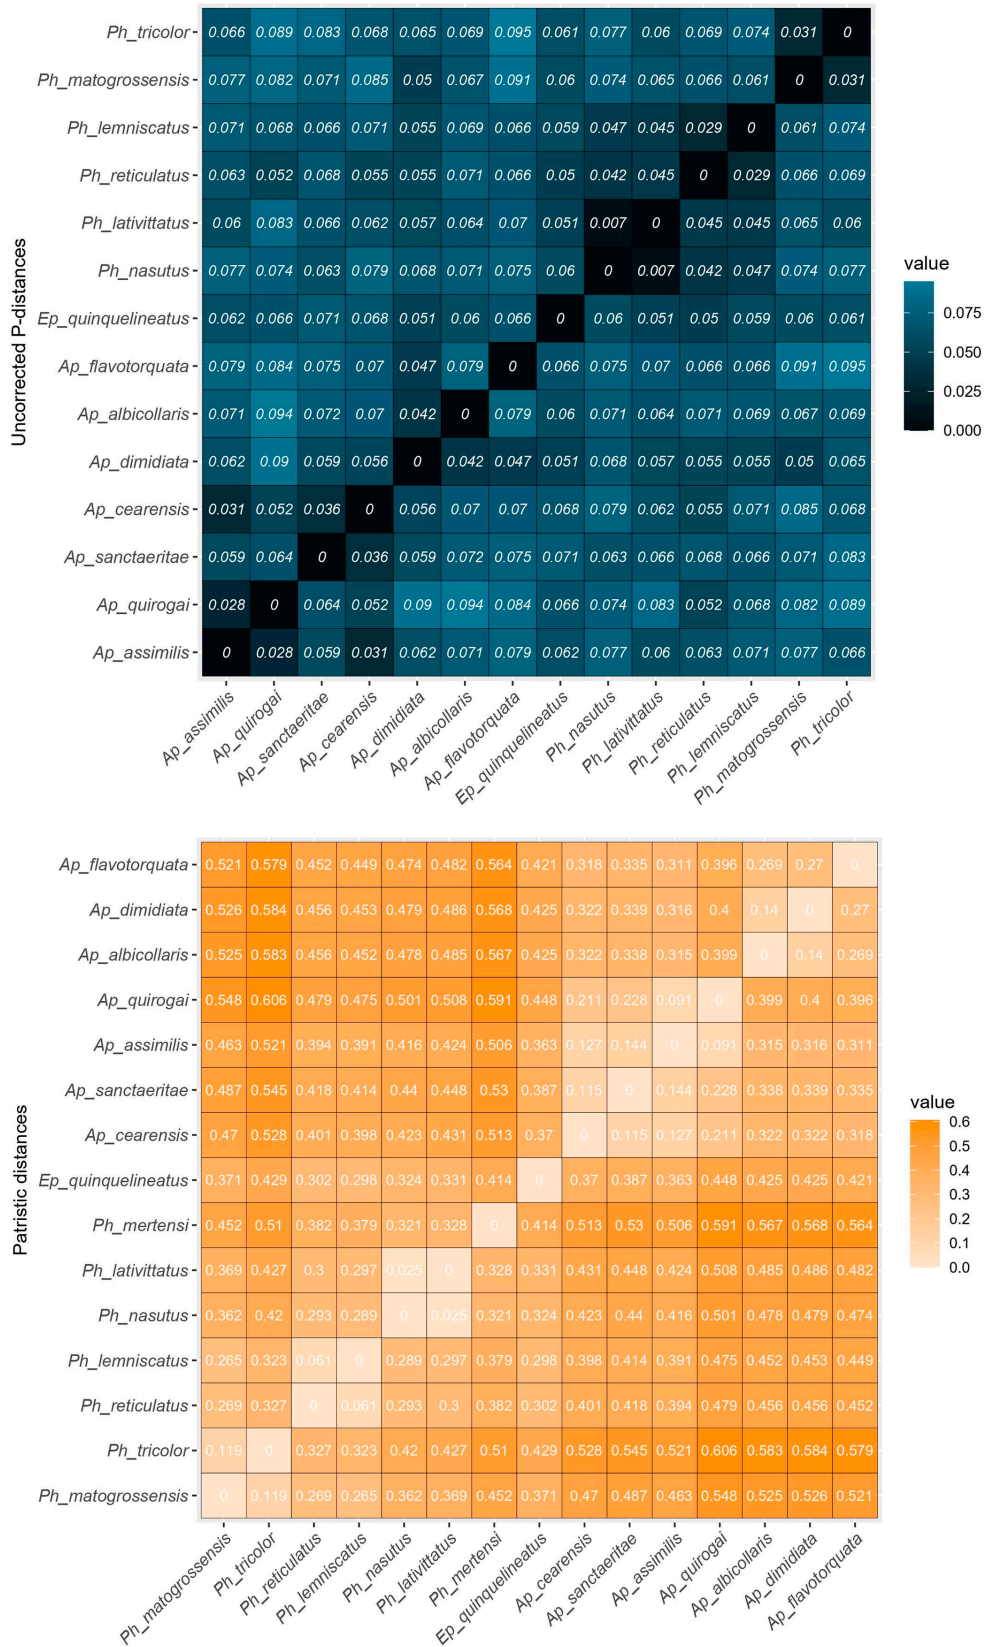 Uncorrected P-distances
Ph_tricolor 0.066 0.089 0.083 0.068 0.065 0.069 0.095 0.061 0.077 0.06 0.069 0.074 0.031 0
Ph_matogrossensis 0.077 0.082 0.071 0.085 0.05 0.067 0.091 0.06 0.074 0.065 0.066 0.061 0 0.031
Ph_lemniscatus 0.071 0.068 0.066 0.071 0.055 0.069 0.066 0.059 0.047 0.045 0.029 0 0.061 0.074
Ph_reticulatus 0.063 0.052 0.068 0.055 0.055 0.071 0.066 0.05 0.042 0.045 0 0.029 0.066 0.069
Ph_lativittatus 0.06 0.083 0.066 0.062 0.057 0.064 0.07 0.051 0.007 0 0.045 0.045 0.065 0.06
Ph_nasutus 0.077 0.074 0.063 0.079 0.068 0.071 0.075 0.06 0 0.007 0.042 0.047 0.074 0.077
Ep_quinquelineatus 0.062 0.066 0.071 0.068 0.051 0.06 0.066 0 0.06 0.051 0.05 0.059 0.06 0.061
Ap_flavotorquata 0.079 0.084 0.075 0.07 0.047 0.079 0 0.066 0.075 0.07 0.066 0.066 0.091 0.095
Ap_albicollaris 0.071 0.094 0.072 0.07 0.042 0 0.079 0.06 0.071 0.064 0.071 0.069 0.067 0.069
Ap_dimidiata 0.062 0.09 0.059 0.056 0 0.042 0.047 0.051 0.068 0.057 0.055 0.055 0.05 0.065
Ap_cearensis 0.031 0.052 0.036 0 0.056 0.07 0.07 0.068 0.079 0.062 0.055 0.071 0.085 0.068
Ap_sanctaeritae 0.059 0.064 0 0.036 0.059 0.072 0.075 0.071 0.063 0.066 0.068 0.066 0.071 0.083
Ap_quirogai 0.028 0 0.064 0.052 0.09 0.094 0.084 0.066 0.074 0.083 0.052 0.068 0.082 0.089
Ap_assimilis 0 0.028 0.059 0.031 0.062 0.071 0.079 0.062 0.077 0.06 0.063 0.071 0.077 0.066
Ap_assimilis Ap_quirogai Ap_sanctaeritae Ap_cearensis Ap_dimidiata Ap_albicollaris Ap_flavotorquata Ep_quinquelineatus Ph_nasutus Ph_lativittatus Ph_reticulatus Ph_lemniscatus Ph_matogrossensis Ph_tricolor
value
0.075
0.050
0.025
0.000
Patristic distances
Ap_flavotorquata 0.521 0.579 0.452 0.449 0.474 0.482 0.564 0.421 0.318 0.335 0.311 0.396 0.269 0.27 0
Ap_dimidiata 0.526 0.584 0.456 0.453 0.479 0.486 0.568 0.425 0.322 0.339 0.316 0.4 0.14 0 0.27
Ap_albicollaris 0.525 0.583 0.456 0.452 0.478 0.485 0.567 0.425 0.322 0.338 0.315 0.399 0 0.14 0.269
Ap_quirogai 0.548 0.606 0.479 0.475 0.501 0.508 0.591 0.448 0.211 0.228 0.091 0 0.399 0.4 0.396
Ap_assimilis 0.463 0.521 0.394 0.391 0.416 0.424 0.506 0.363 0.127 0.144 0 0.091 0.315 0.316 0.311
Ap_sanctaeritae 0.487 0.545 0.418 0.414 0.44 0.448 0.53 0.387 0.115 0 0.144 0.228 0.338 0.339 0.335
Ap_cearensis 0.47 0.528 0.401 0.398 0.423 0.431 0.513 0.37 0 0.115 0.127 0.211 0.322 0.322 0.318
Ep_quinquelineatus 0.371 0.429 0.302 0.298 0.324 0.331 0.414 0 0.37 0.387 0.363 0.448 0.425 0.425 0.421
Ph_mertensi 0.452 0.51 0.382 0.379 0.321 0.328 0 0.414 0.513 0.53 0.506 0.591 0.567 0.568 0.564
Ph_lativittatus 0.369 0.427 0.3 0.297 0.025 0 0.328 0.331 0.431 0.448 0.424 0.508 0.485 0.486 0.482
Ph_nasutus 0.362 0.42 0.293 0.289 0 0.025 0.321 0.324 0.423 0.44 0.416 0.501 0.478 0.479 0.474
Ph_lemniscatus 0.265 0.323 0.061 0 0.289 0.297 0.379 0.298 0.398 0.414 0.391 0.475 0.452 0.453 0.449
Ph_reticulatus 0.269 0.327 0 0.061 0.293 0.3 0.382 0.302 0.401 0.418 0.394 0.479 0.456 0.456 0.452
Ph_tricolor 0.119 0 0.327 0.323 0.42 0.427 0.51 0.429 0.528 0.545 0.521 0.606 0.583 0.584 0.579
Ph_matogrossensis 0 0.119 0.269 0.265 0.362 0.369 0.452 0.371 0.47 0.487 0.463 0.548 0.525 0.526 0.521
Ph_matogrossensis Ph_tricolor Ph_reticulatus Ph_lemniscatus Ph_nasutus Ph_lativittatus Ph_mertensi Ep_quinquelineatus Ap_cearensis Ap_sanctaeritae Ap_assimilis Ap_quirogai Ap_albicollaris Ap_dimidiata Ap_flavotorquata
value
0.6
0.5
0.4
0.3
0.2
0.1
0.0